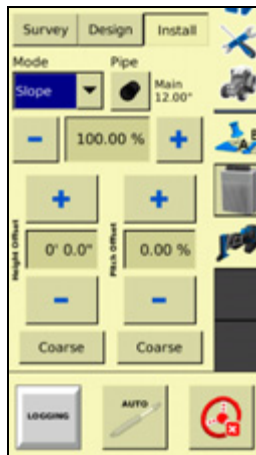 Survey Design Install
Mode Pipe
Slope
Main
12.00"
100.00 %
Height Offset
0' 0.0"
Pitch Offset
0.00 %
Coarse Coarse
LOGGING
AUTO
A B